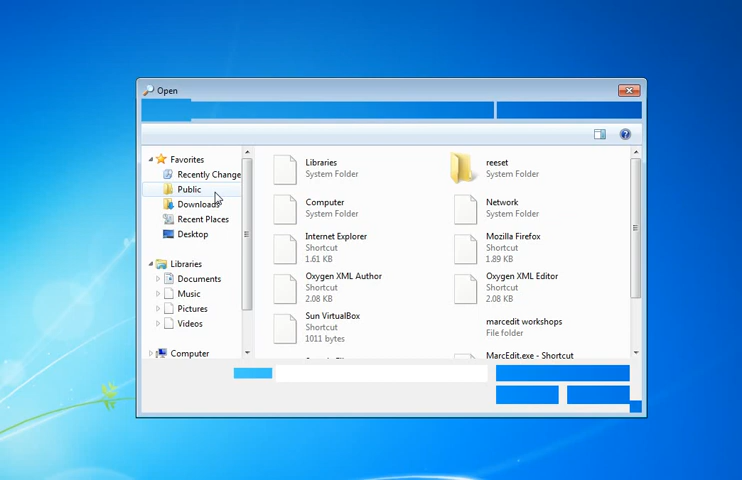 Open
Favorites
Recently Change
Public
Downloads
Recent Places
Desktop
Libraries
Documents
Music
Pictures
Videos
Computer
Libraries
System Folder
reeset
System Folder
Computer
System Folder
Network
System Folder
Internet Explorer
Shortcut
1.61 KB
Mozilla Firefox
Shortcut
1.89 KB
Oxygen XML Author
Shortcut
2.08 KB
Oxygen XML Editor
Shortcut
2.08 KB
Sun VirtualBox
Shortcut
1011 bytes
marcedit workshops
File folder
MarcEdit.exe - Shortcut